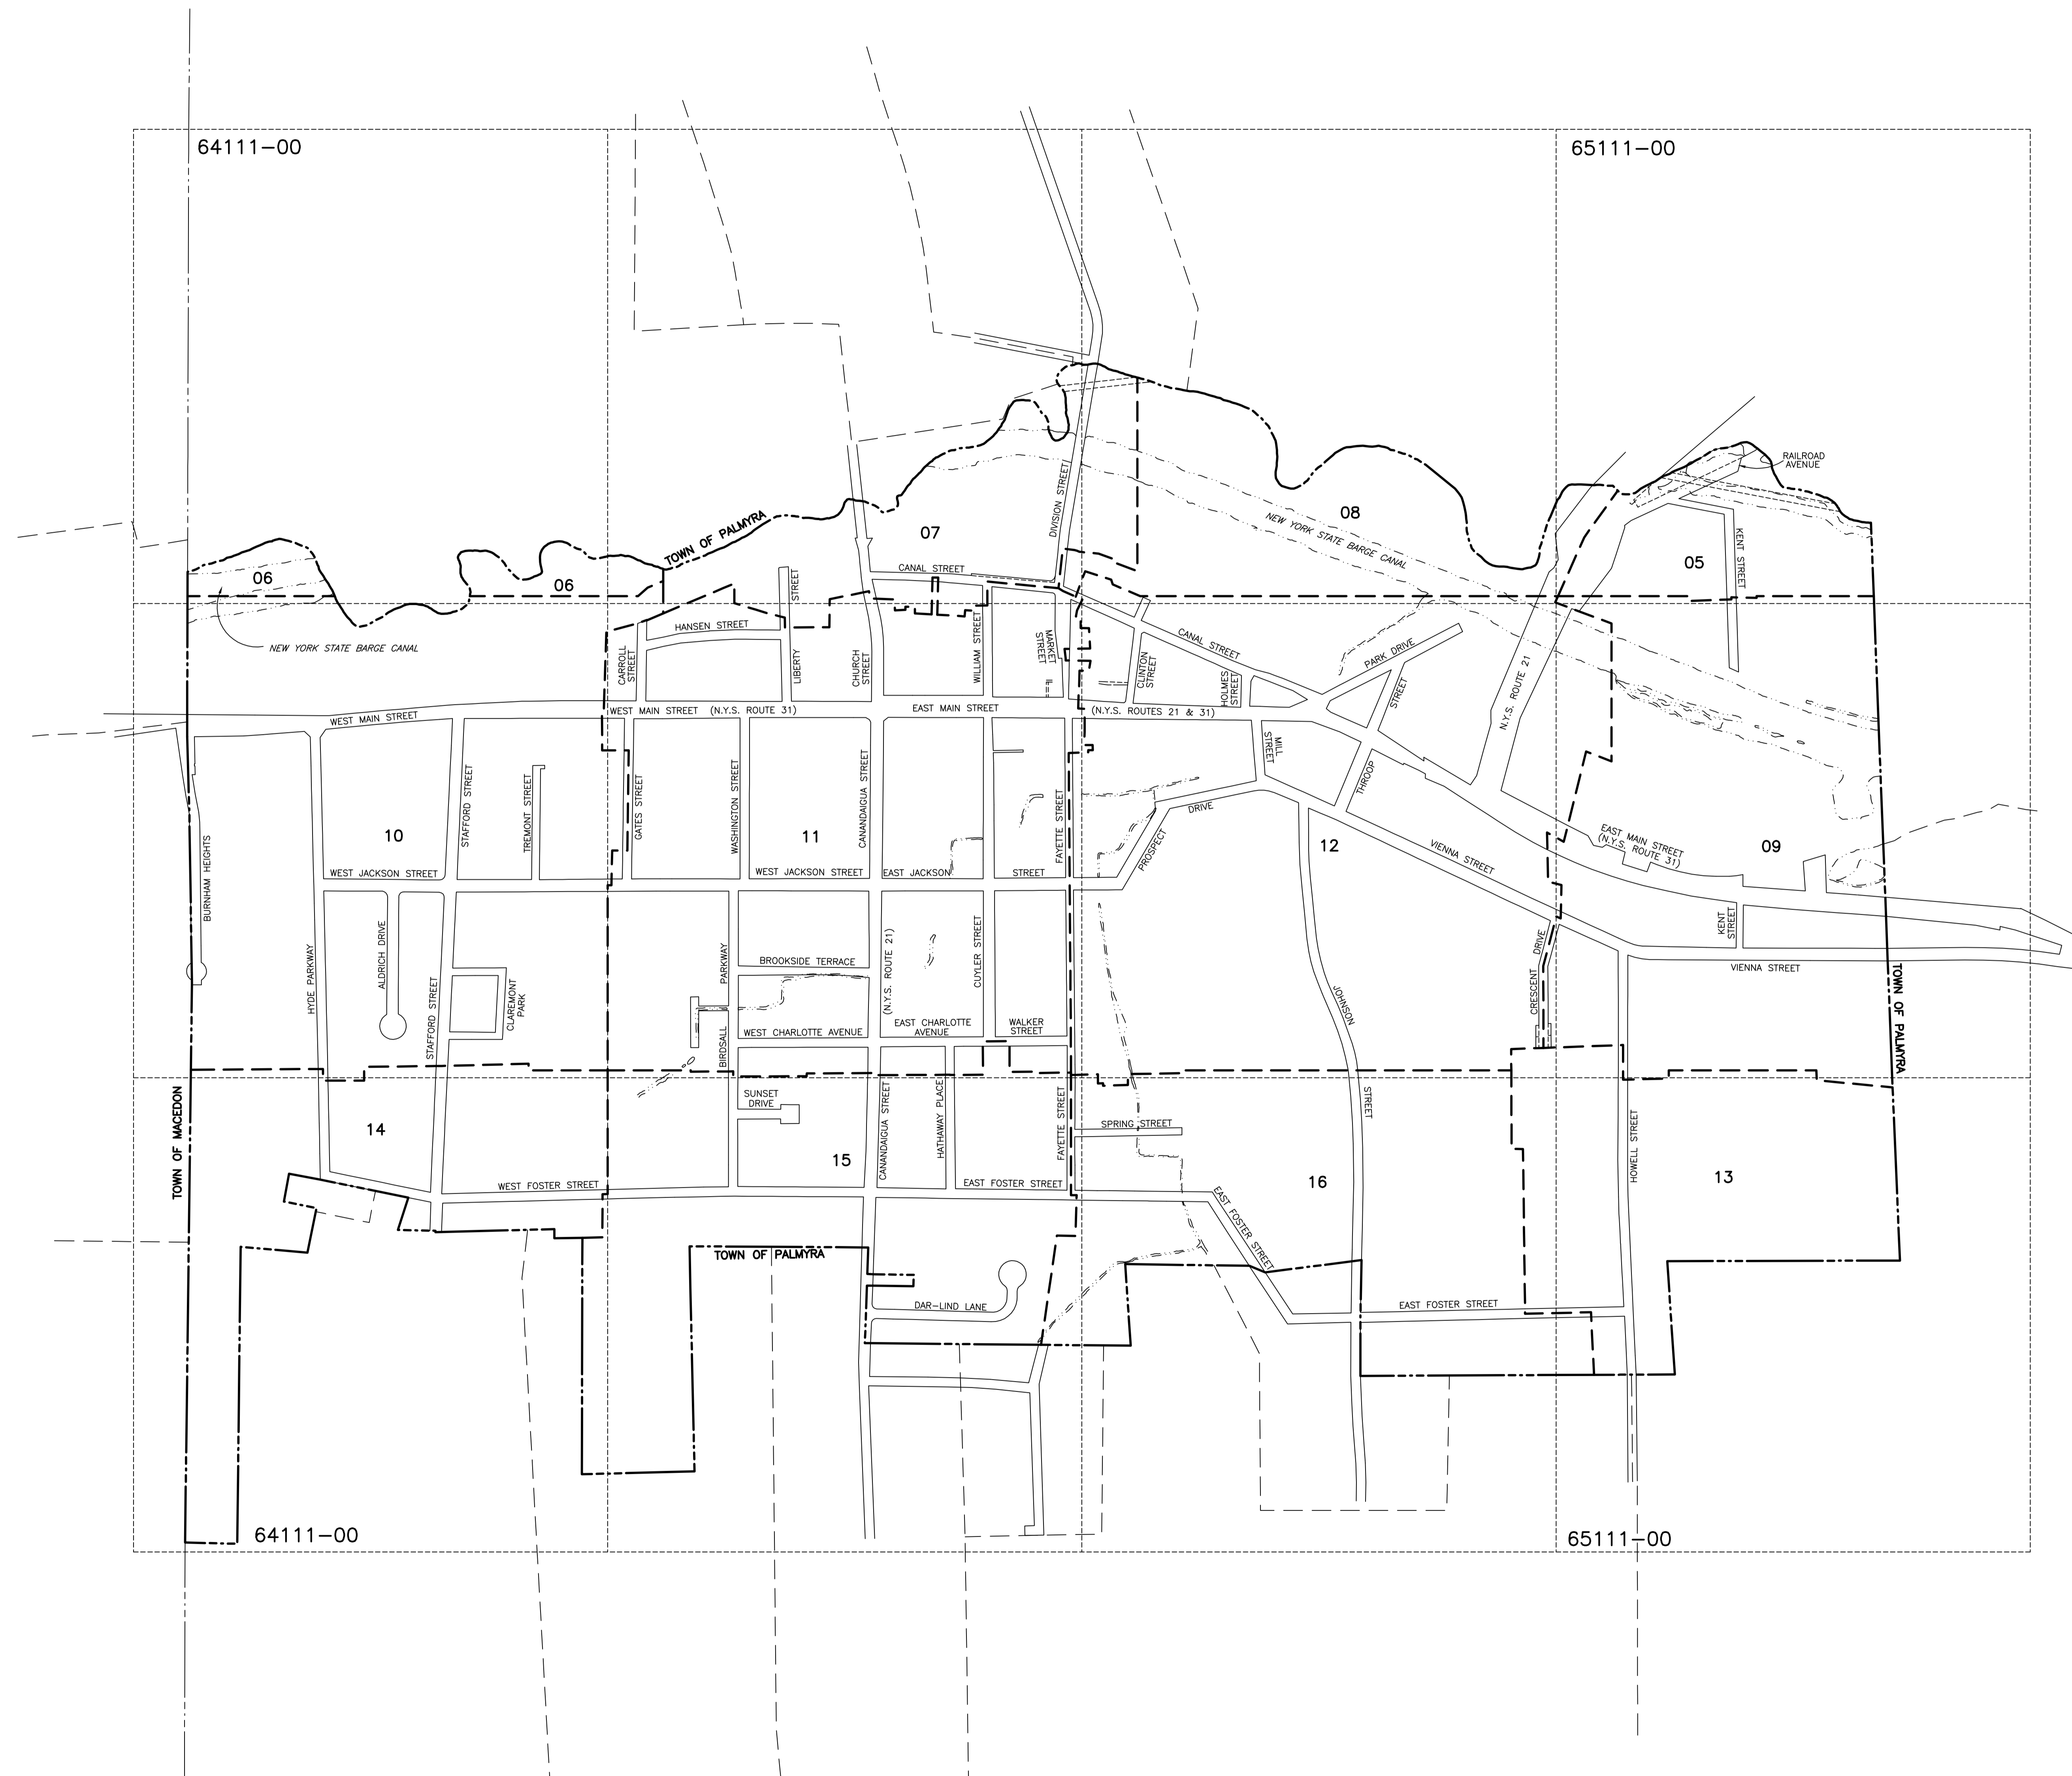 64111-00
65111-00
RAILROAD
AVENUE
TOWN OF PALMYRA
DIVISION STREET
08
NEW YORK STATE BARGE CANAL
07
KENT STREET
05
06
06
CANAL STREET
NEW YORK STATE BARGE CANAL
HANSEN STREET
STREET
LIBERTY
CARROLL
STREET
CHURCH
STREET
WILLIAM STREET
MARKET
STREET
CLINTON
STREET
CANAL STREET
HOLMES
STREET
PARK DRIVE
STREET
THROOP
N.Y.S. ROUTE 21
WEST MAIN STREET
WEST MAIN STREET (N.Y.S. ROUTE 31)
EAST MAIN STREET
(N.Y.S. ROUTES 21 & 31)
MILL
STREET
BURNHAM HEIGHTS
10
STAFFORD STREET
TREMONT STREET
GATES STREET
WASHINGTON STREET
11
CANANDAIGUA STREET
FAYETTE STREET
DRIVE
PROSPECT
12
VIENNA STREET
EAST MAIN STREET
(N.Y.S. ROUTE 31)
09
WEST JACKSON STREET
WEST JACKSON STREET
EAST JACKSON
STREET
HYDE PARKWAY
ALDRICH DRIVE
STAFFORD STREET
CLAREMONT
PARK
PARKWAY
BIRDSALL
BROOKSIDE TERRACE
(N.Y.S. ROUTE 21)
CUYLER STREET
WEST CHARLOTTE AVENUE
EAST CHARLOTTE
AVENUE
WALKER
STREET
JOHNSON
STREET
DRIVE
CRESCENT
KENT
STREET
VIENNA STREET
TOWN OF PALMYRA
TOWN OF MACEDON
14
SUNSET
DRIVE
15
CANANDAIGUA STREET
HATHAWAY PLACE
FAYETTE STREET
SPRING STREET
16
HOWELL STREET
13
WEST FOSTER STREET
EAST FOSTER STREET
EAST FOSTER STREET
TOWN OF PALMYRA
DAR-LIND LANE
EAST FOSTER STREET
64111-00
65111-00